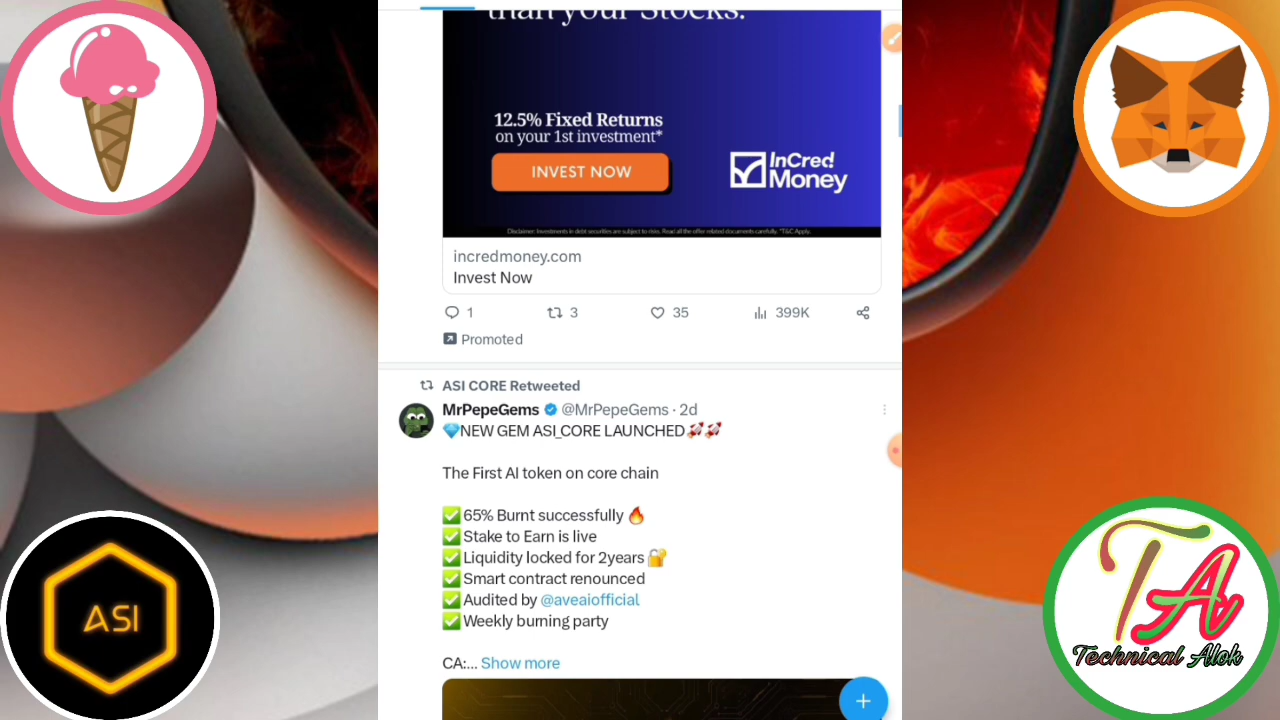 than your Stocks.
12.5% Fixed Returns
on your 1st investment*
INVEST NOW
InCred
Money
Disclaimer: Investments in debt securities are subject to risks. Read all the offer related documents carefully. *T&C Apply.
incredmoney.com
Invest Now
1 3 35 399K
Promoted
ASI CORE Retweeted
MrPepeGems @MrPepeGems · 2d
💎NEW GEM ASI_CORE LAUNCHED🚀🚀
The First AI token on core chain
✅65% Burnt successfully 🔥
✅Stake to Earn is live
✅Liquidity locked for 2years 🔐
✅Smart contract renounced
✅Audited by @aveaiofficial
✅Weekly burning party
CA:... Show more
ASI
TA
Technical Alok